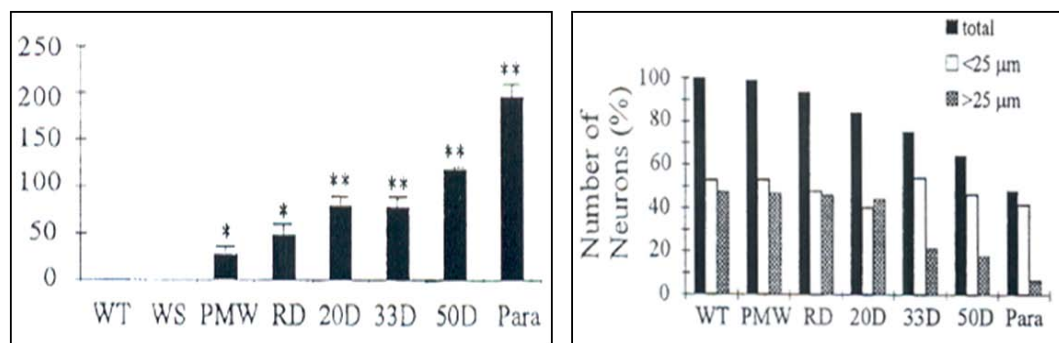 250
200
150
100
50
0
** 
** 
** ** 
* 
* 
WT WS PMW RD 20D 33D 50D Para
total
<25 µm
>25 µm
Number of
Neurons (%)
100
80
60
40
20
0
WT PMW RD 20D 33D 50D Para